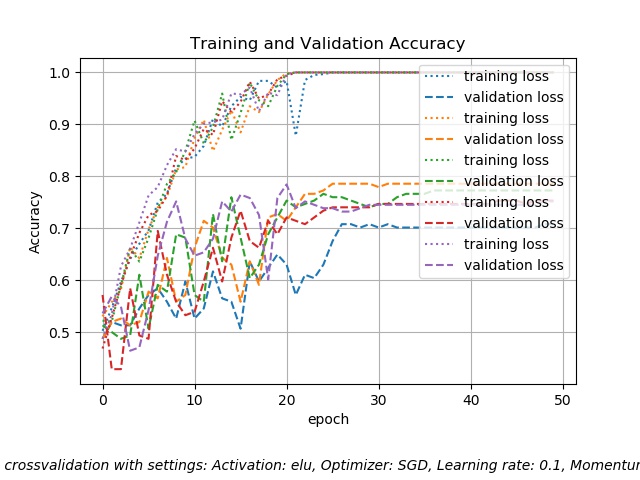 Training and Validation Accuracy
1.0
0.9
0.8
0.7
0.6
0.5
Accuracy
training loss
validation loss
training loss
validation loss
training loss
validation loss
training loss
validation loss
training loss
validation loss
0 10 20 30 40 50
epoch
crossvalidation with settings: Activation: elu, Optimizer: SGD, Learning rate: 0.1, Momentu